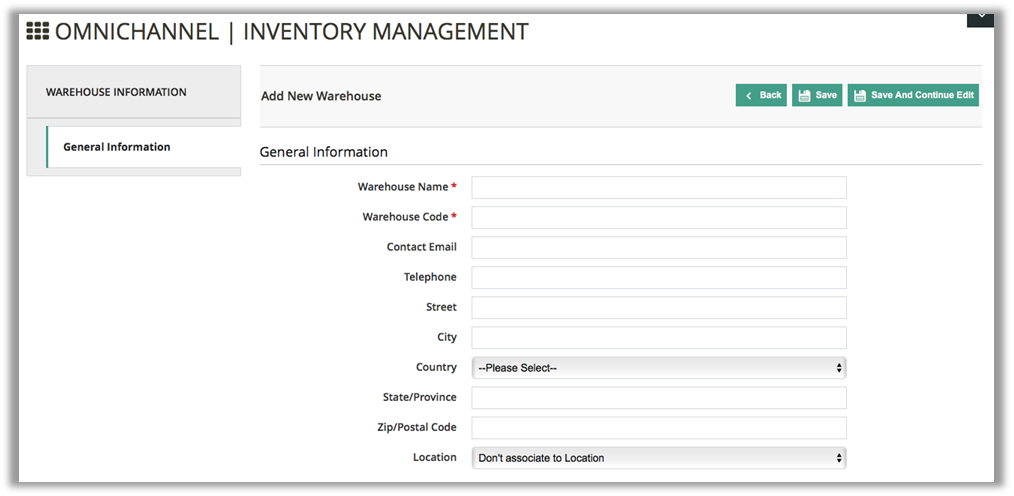 OMNICHANNEL | INVENTORY MANAGEMENT
WAREHOUSE INFORMATION
General Information
Add New Warehouse
Back
Save
Save And Continue Edit
General Information
Warehouse Name *
Warehouse Code *
Contact Email
Telephone
Street
City
Country
--Please Select--
State/Province
Zip/Postal Code
Location
Don't associate to Location